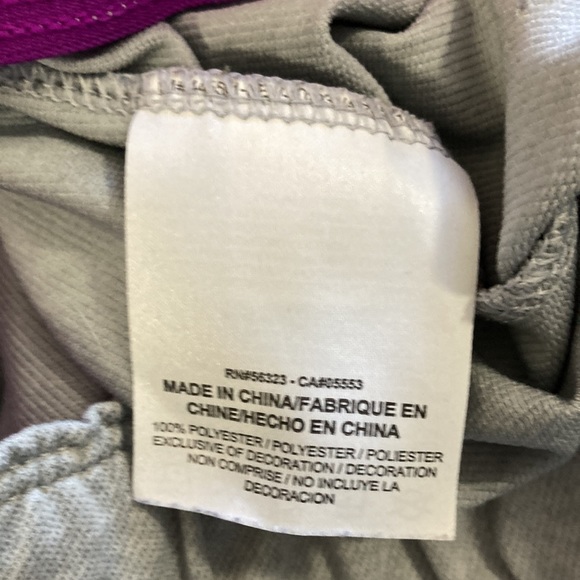 RN#56323 - CA#05553
MADE IN CHINA/FABRIQUE EN
CHINE/HECHO EN CHINA
100% POLYESTER / POLYESTER / POLIESTER
EXCLUSIVE OF DECORATION / DECORATION
NON COMPRISE / NO INCLUYE LA
DECORACION